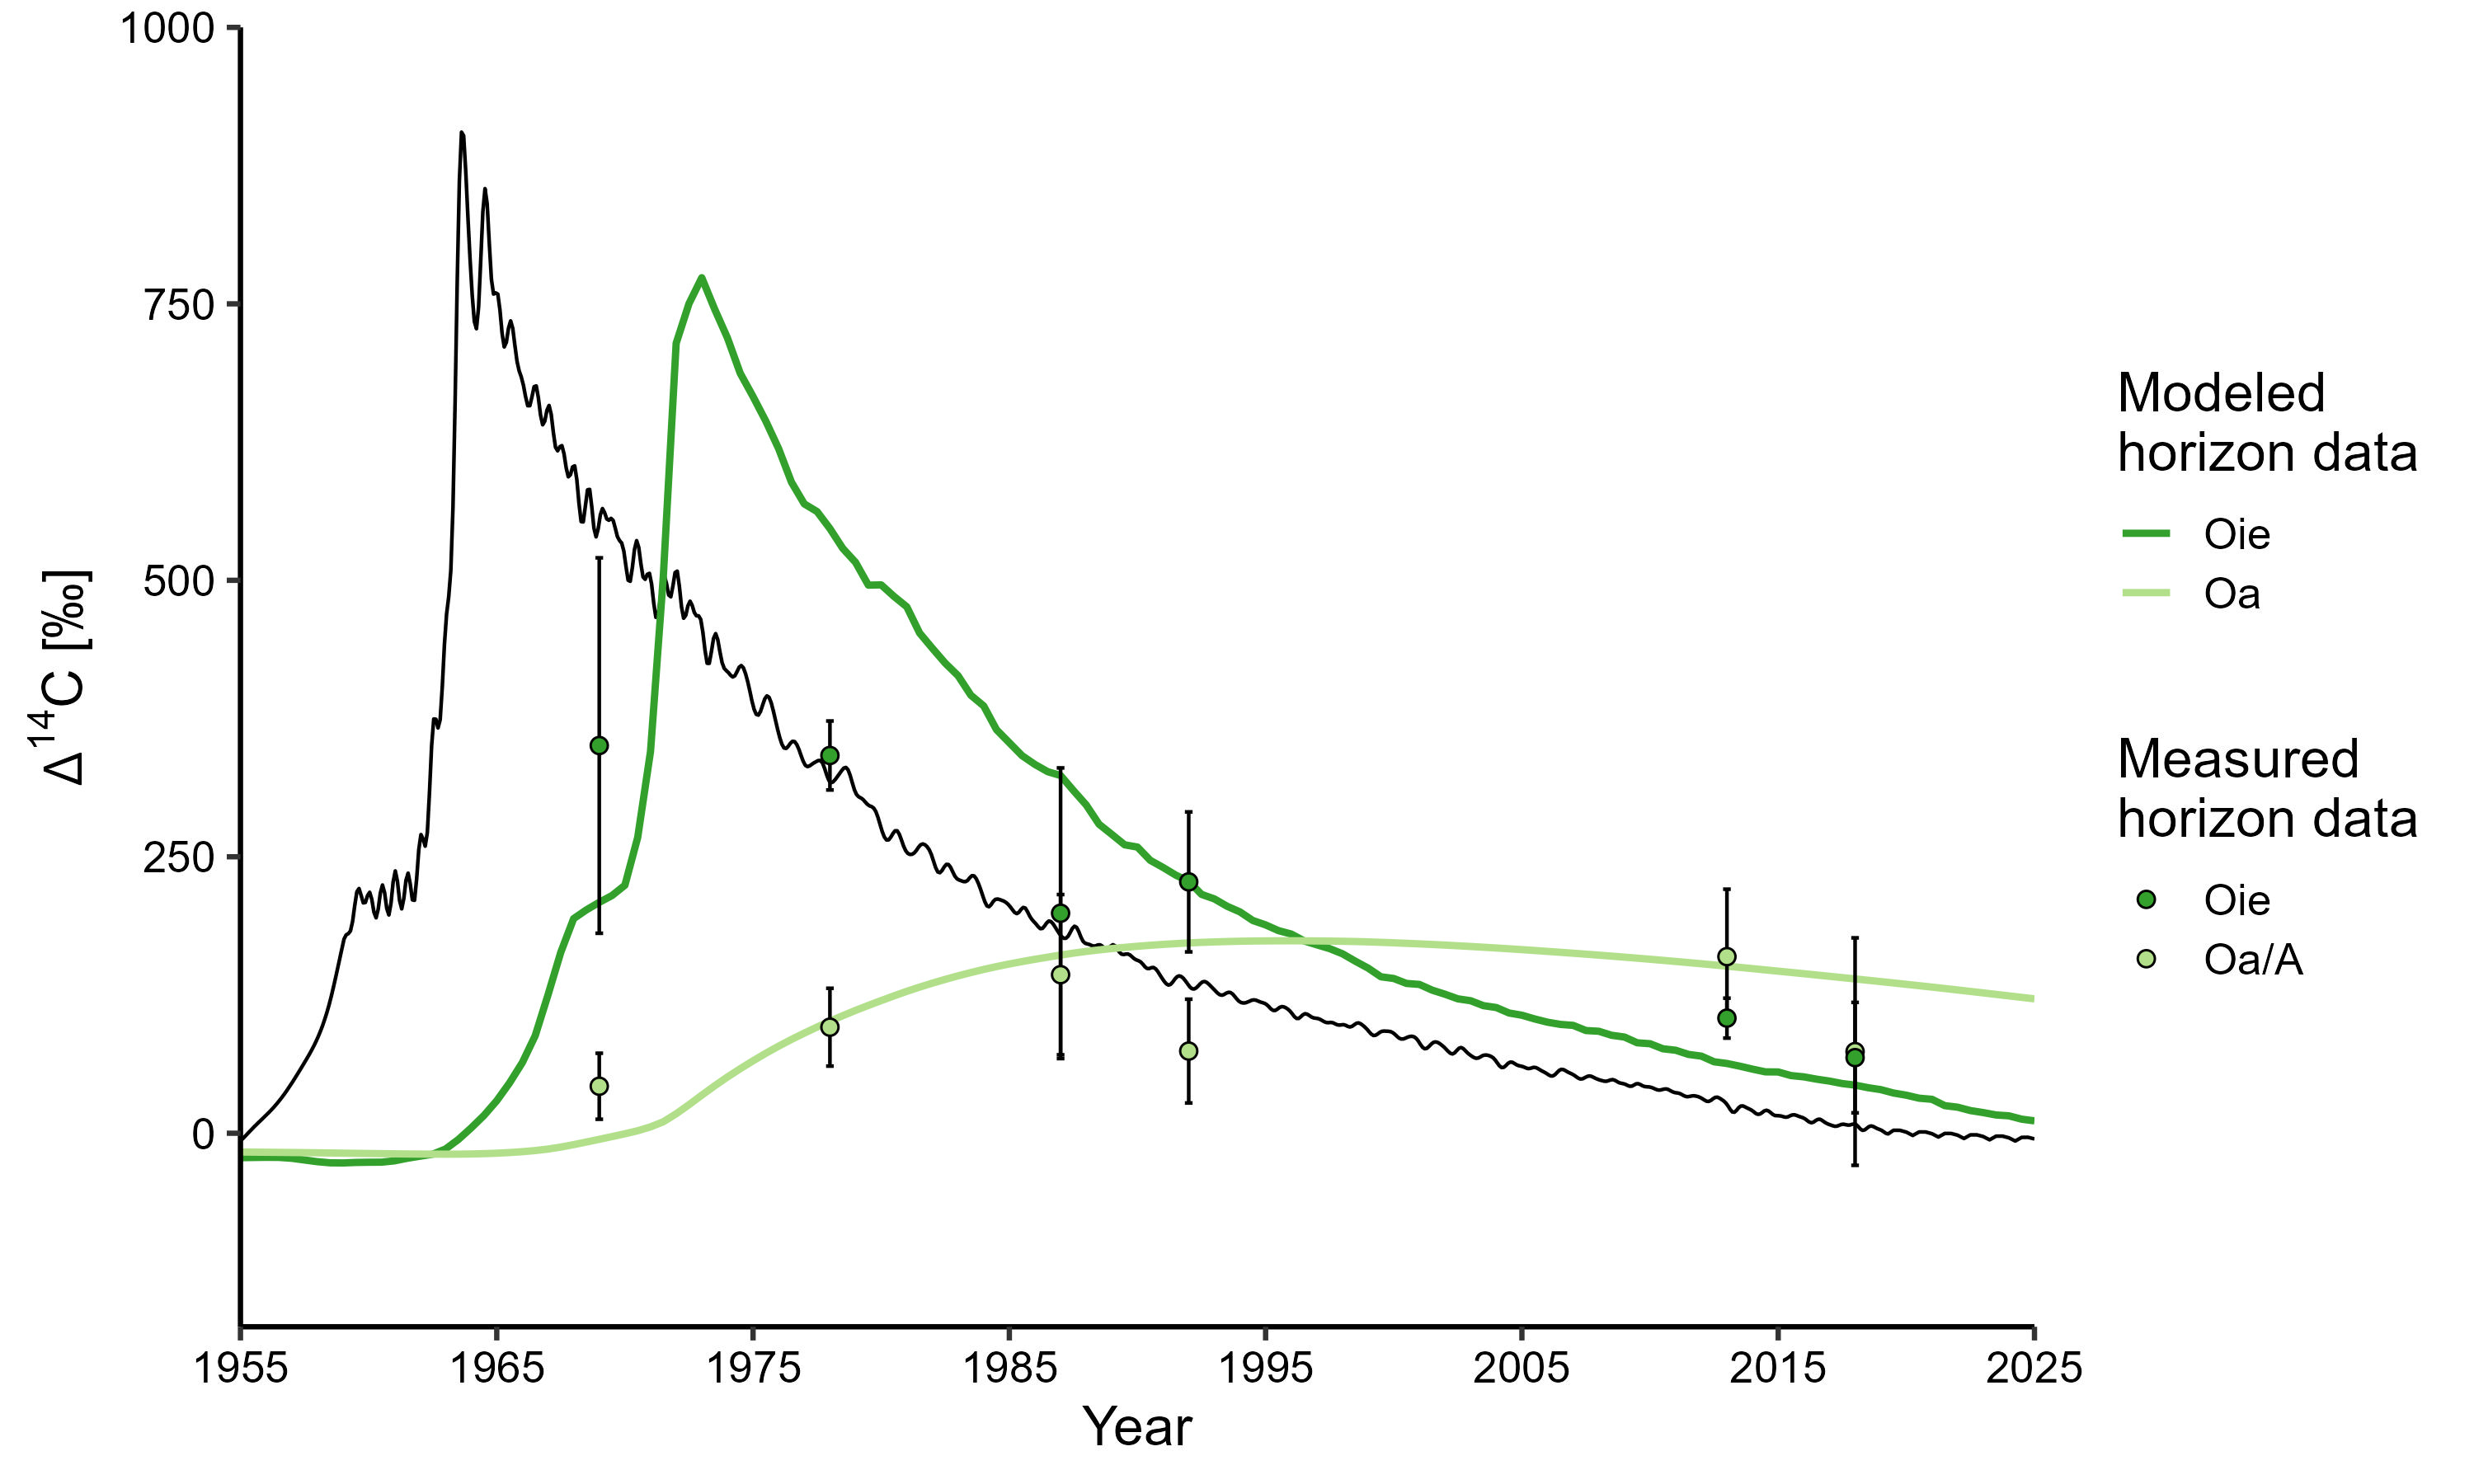 1000
750
500
250
0
Δ 14C [‰]
1955 1965 1975 1985 1995 2005 2015 2025
Year
Modeled
horizon data
Oie
Oa
Measured
horizon data
Oie
Oa/A